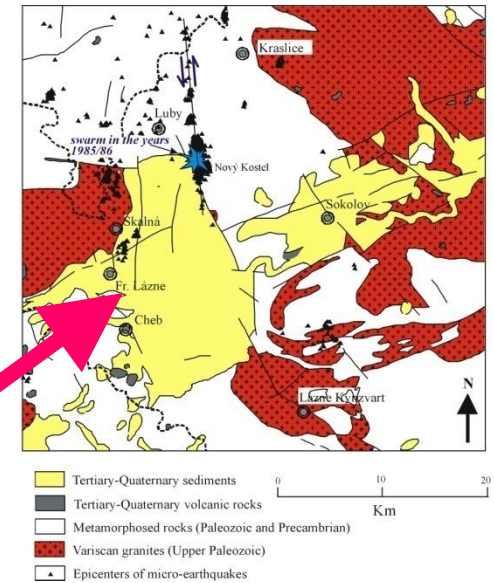 Kraslice
Luby
swarm in the years
1985/86
Nový Kostel
Skalná
Sokolov
Fr. Lázne
Cheb
Lázne Kynzvart
N
Tertiary-Quaternary sediments
Tertiary-Quaternary volcanic rocks
Metamorphosed rocks (Paleozoic and Precambrian)
Variscan granites (Upper Paleozoic)
Epicenters of micro-earthquakes
0 10 20
Km